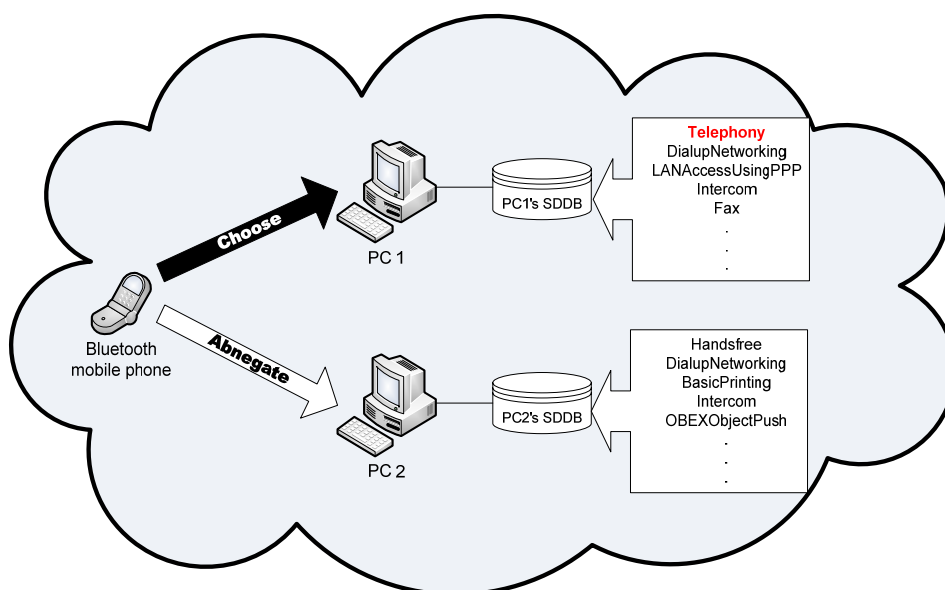 Telephony
DialupNetworking
LANAccessUsingPPP
Intercom
Fax
.
.
.
PC1's SDDB
PC 1
Choose
Bluetooth
mobile phone
Abnegate
Handsfree
DialupNetworking
BasicPrinting
Intercom
OBEXObjectPush
.
.
.
PC2's SDDB
PC 2